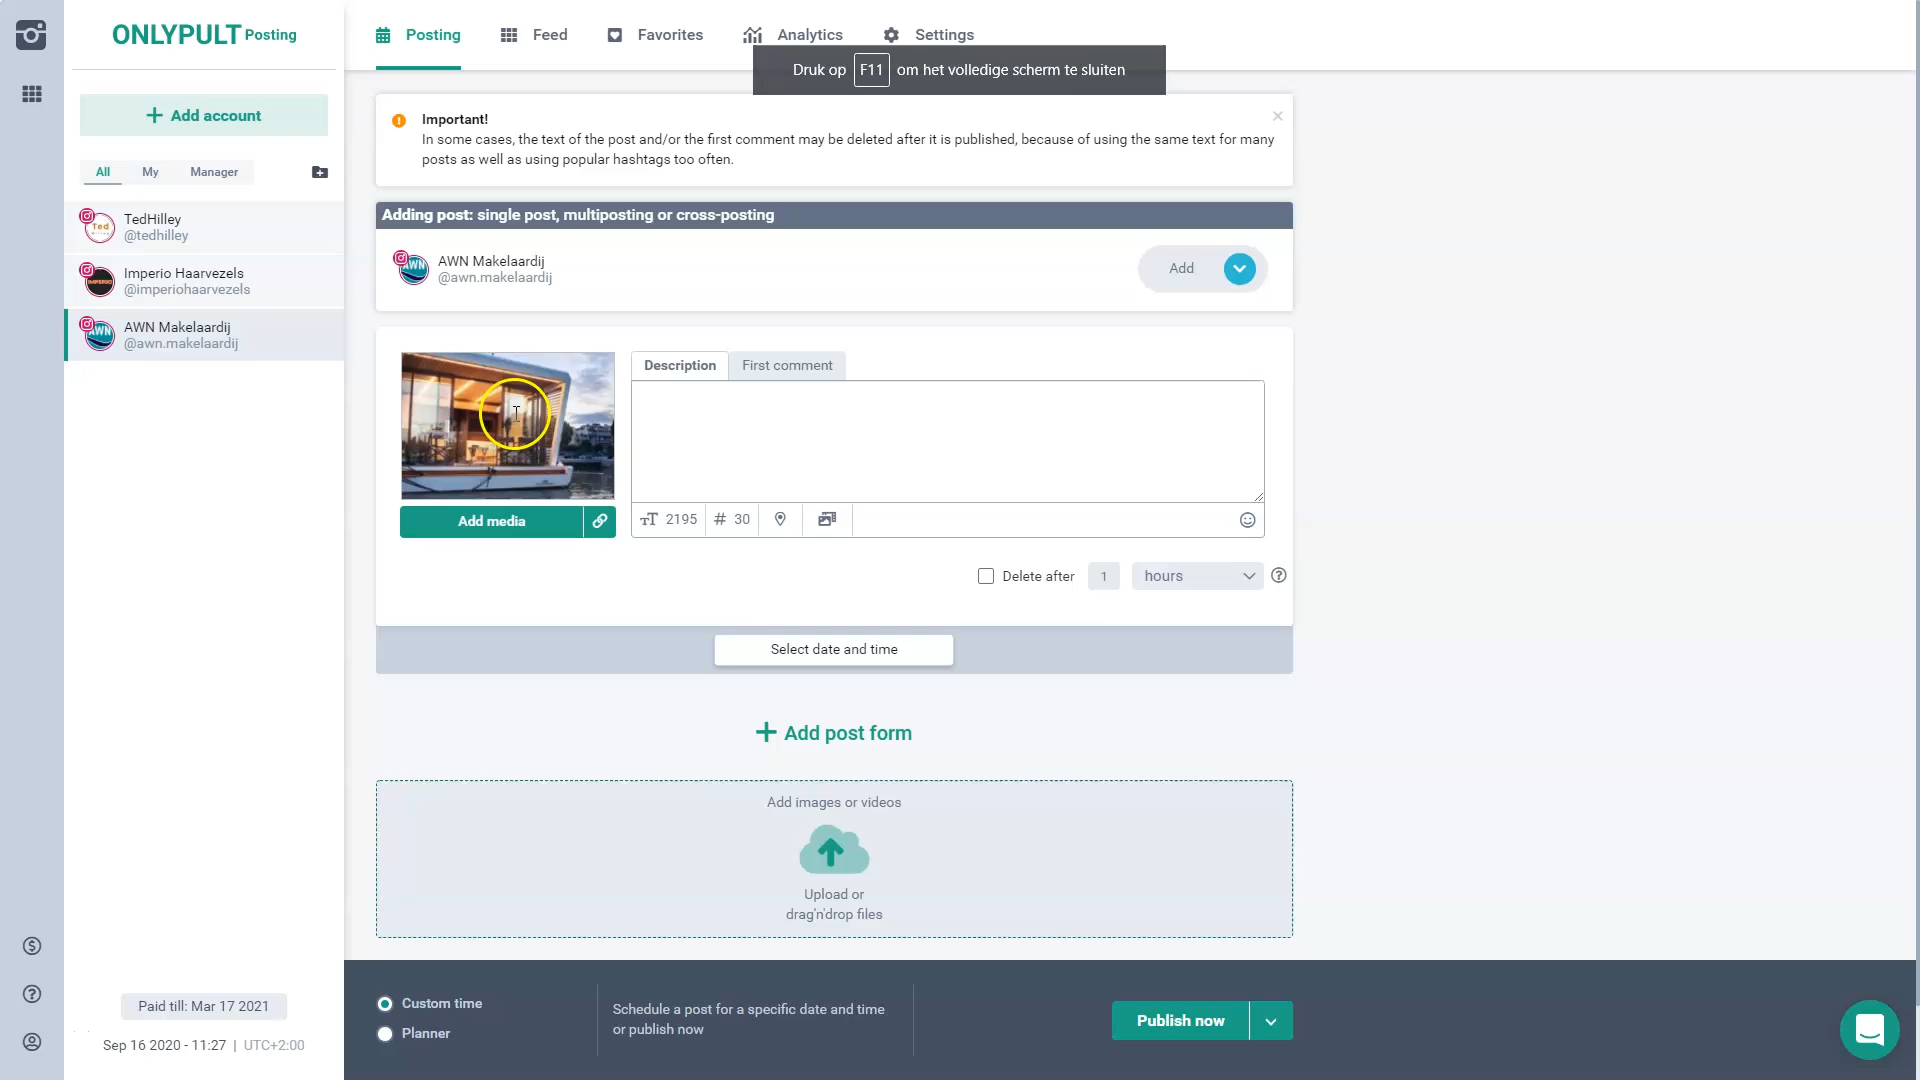 ONLYPULT Posting
Posting
Feed
Favorites
Analytics
Settings
Druk op F11 om het volledige scherm te sluiten
Add account
All
My
Manager
TedHilley
@tedhilley
Imperio Haarvezels
@imperiohaarvezels
AWN Makelaardij
@awn.makelaardij
Important!
In some cases, the text of the post and/or the first comment may be deleted after it is published, because of using the same text for many
posts as well as using popular hashtags too often.
Adding post: single post, multiposting or cross-posting
AWN Makelaardij
@awn.makelaardij
Add
Description
First comment
Add media
2195
# 30
Delete after
1
hours
Select date and time
Add post form
Add images or videos
Upload or
drag'n'drop files
Paid till: Mar 17 2021
Sep 16 2020 - 11:27 | UTC+2:00
Custom time
Planner
Schedule a post for a specific date and time
or publish now
Publish now